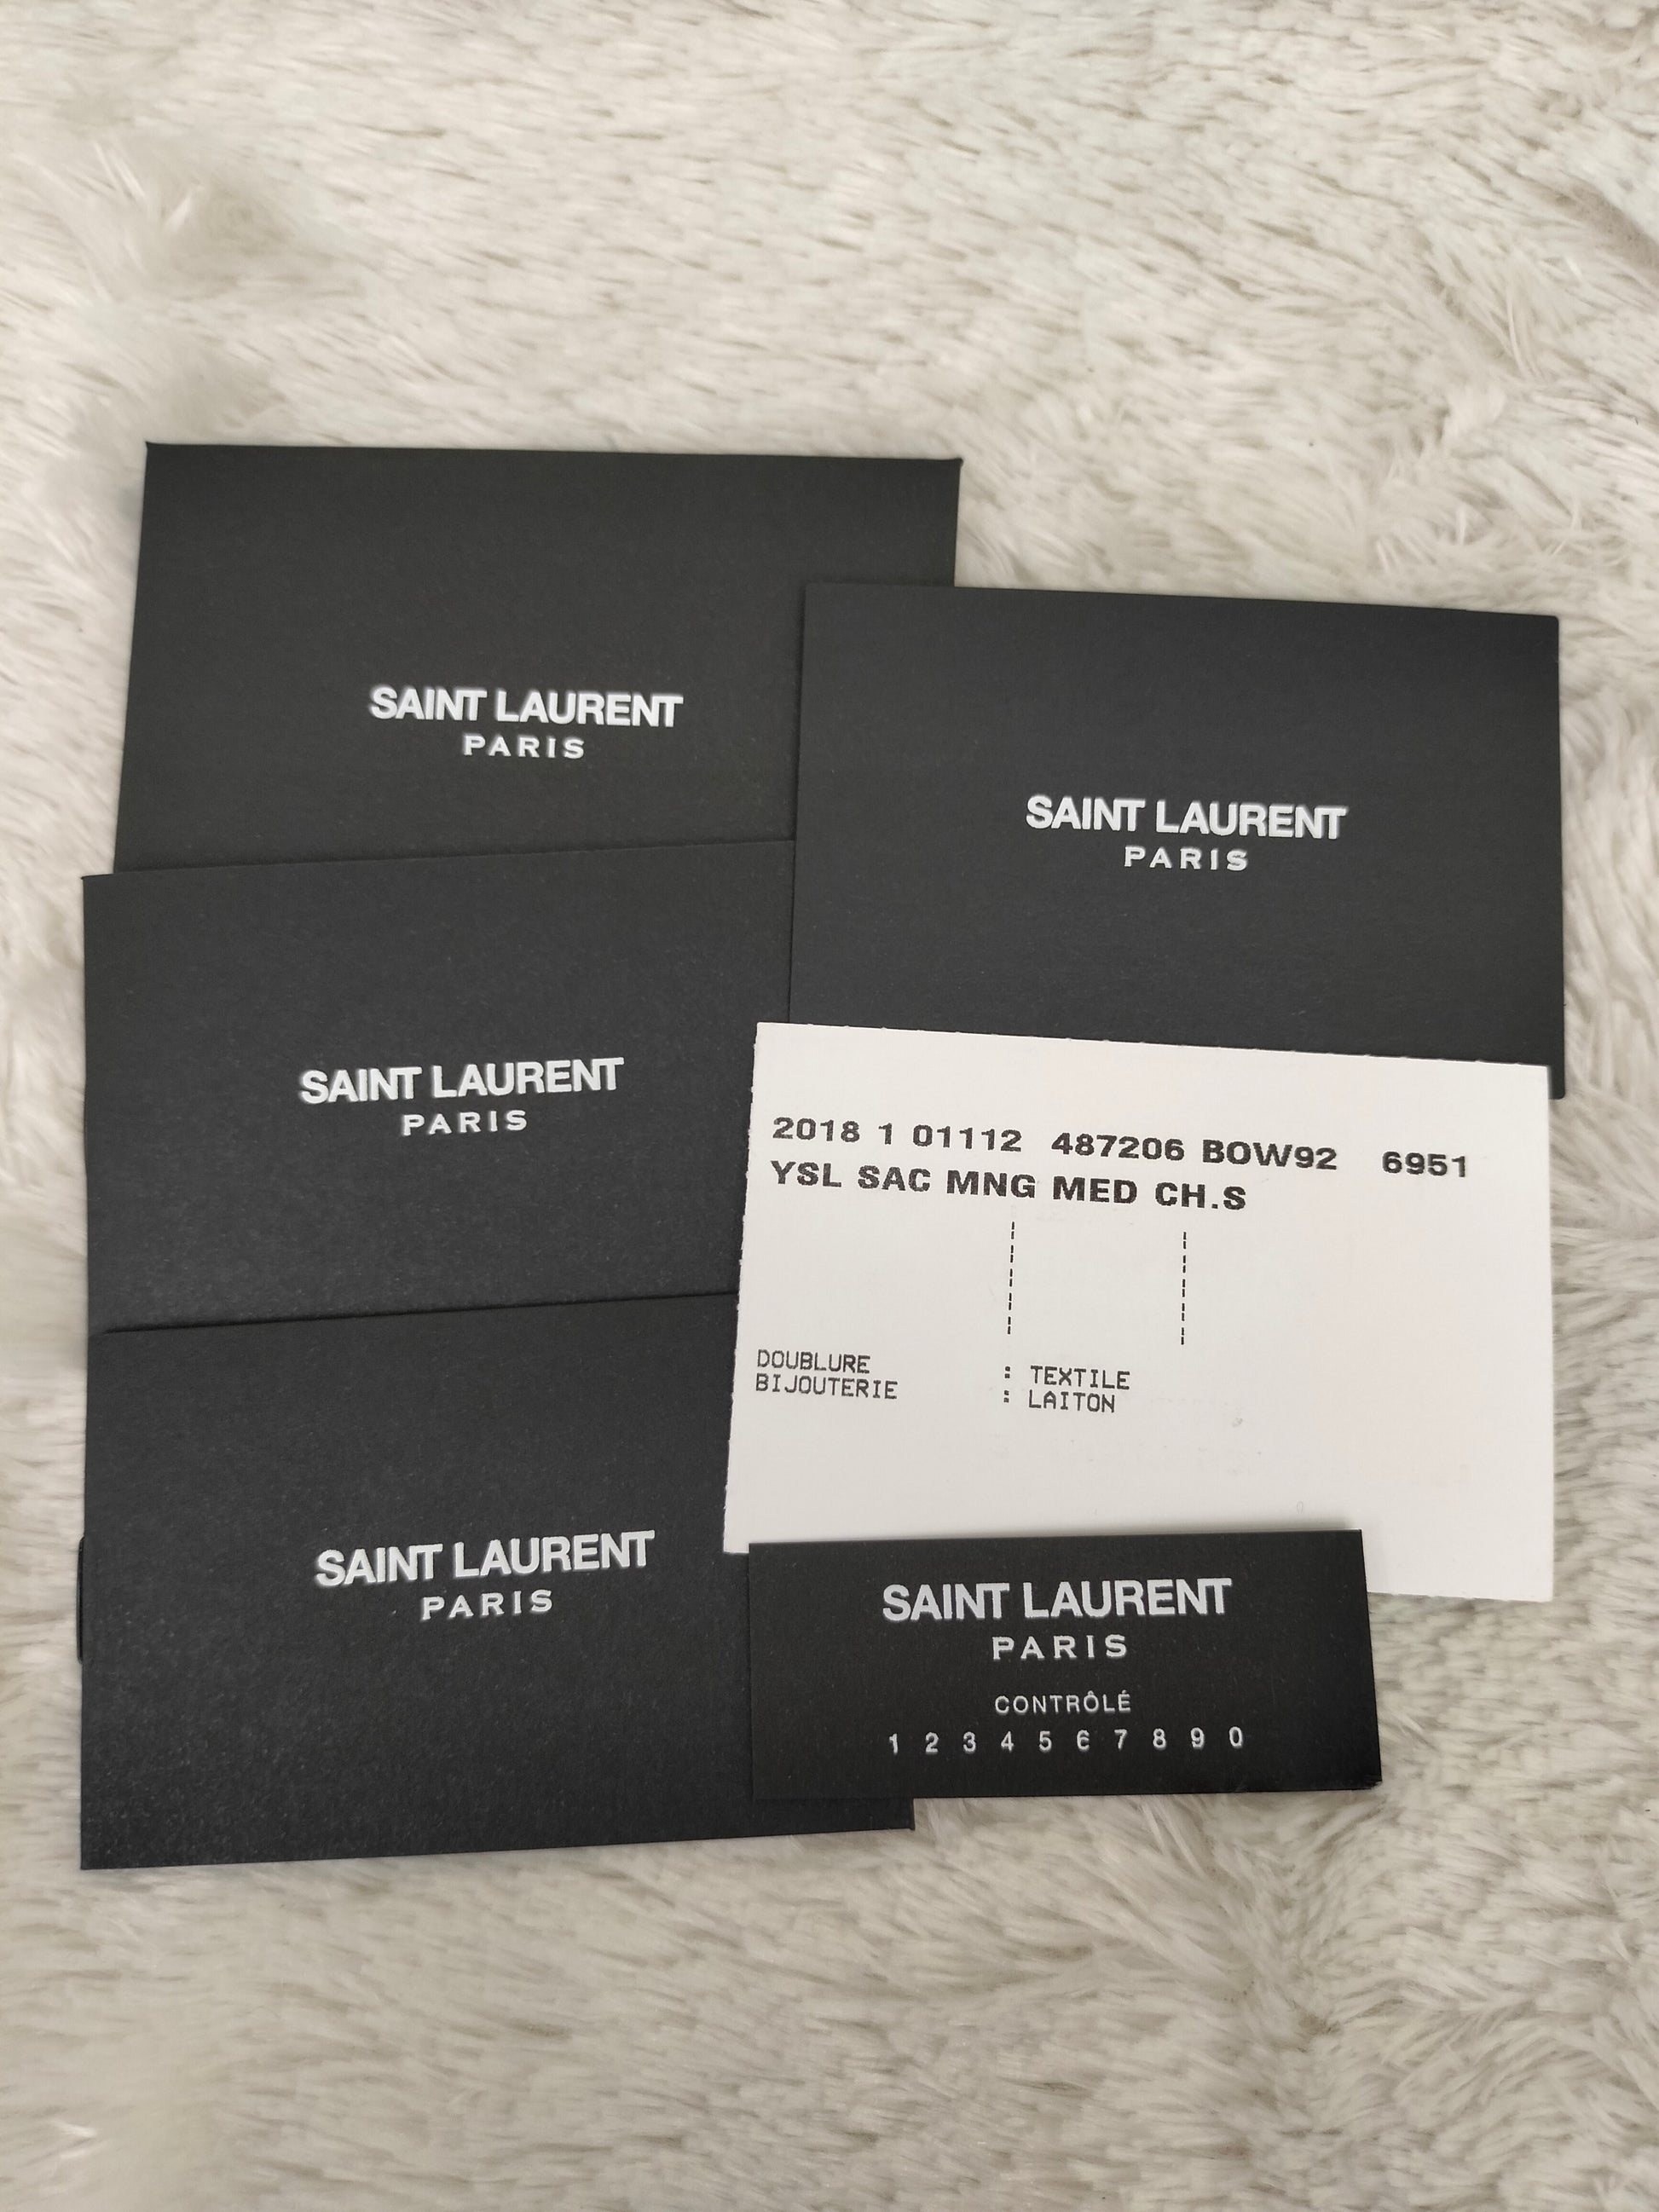 SAINT LAURENT
PARIS
SAINT LAURENT
PARIS
SAINT LAURENT
PARIS
2018 1 01112 487206 BOW92 6951
YSL SAC MNG MED CH.S
DOUBLURE : TEXTILE
BIJOUTERIE : LAITON
SAINT LAURENT
PARIS
SAINT LAURENT
PARIS
CONTRÔLÉ
1 2 3 4 5 6 7 8 9 0